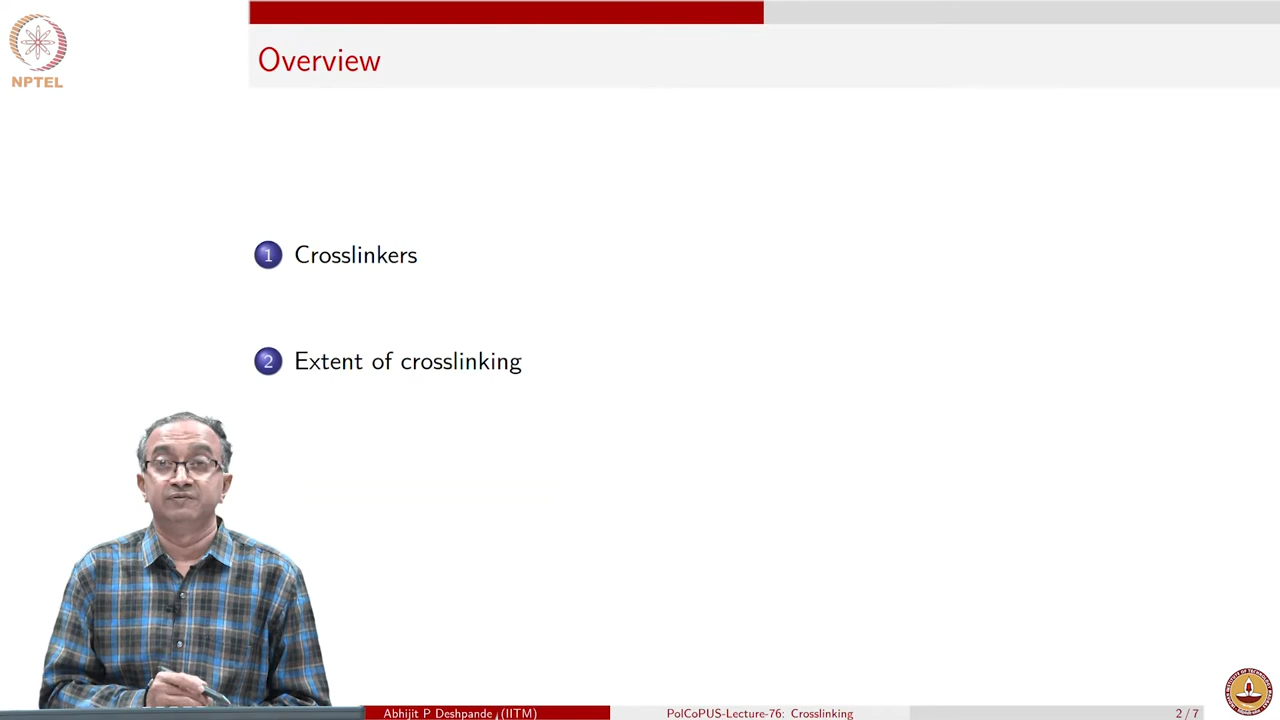 NPTEL
Overview
1 Crosslinkers
2 Extent of crosslinking
Abhijit P Deshpande (IITM)
PolCoPUS-Lecture-76: Crosslinking
2 / 7